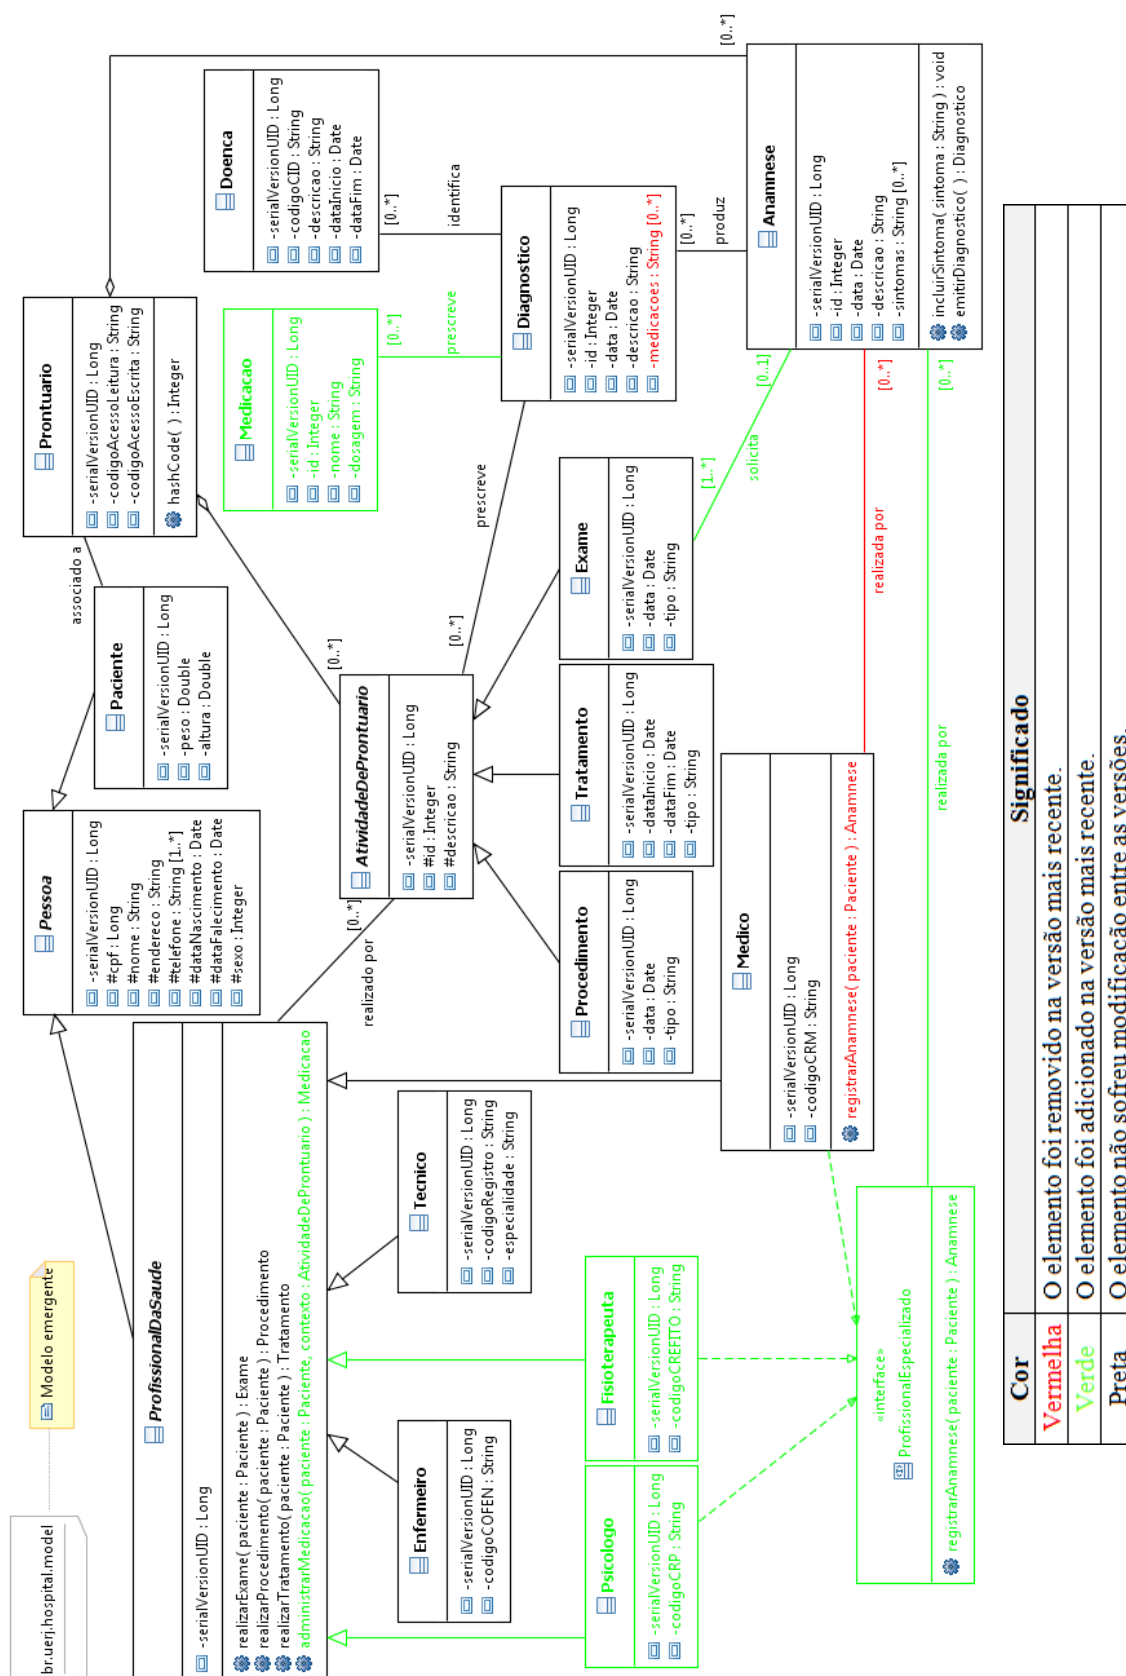 br.uerj.hospital.model
Modelo emergente
ProfissionalDaSaude
-serialVersionUID : Long
realizarExame( paciente : Paciente ) : Exame
realizarProcedimento( paciente : Paciente ) : Procedimento
realizarTratamento( paciente : Paciente ) : Tratamento
administrarMedicacao( paciente : Paciente, contexto : AtividadeDeProntuario ) : Medicacao
Pessoa
-serialVersionUID : Long
#cpf : Long
#nome : String
#endereco : String
#telefone : String [1..*]
#dataNascimento : Date
#dataFalecimento : Date
#sexo : Integer
Paciente
-serialVersionUID : Long
-peso : Double
-altura : Double
associado a
Prontuario
-serialVersionUID : Long
-codigoAcessoLeitura : String
-codigoAcessoEscrita : String
hashCode( ) : Integer
Doenca
-serialVersionUID : Long
-codigoCID : String
-descricao : String
-dataInicio : Date
-dataFim : Date
[0..*]
identifica
Medicacao
-serialVersionUID : Long
-id : Integer
-nome : String
-dosagem : String
[0..*]
prescreve
AtividadeDeProntuario
-serialVersionUID : Long
#id : Integer
#descricao : String
[0..*]
realizado por
[0..*]
[0..*]
prescreve
Diagnostico
-serialVersionUID : Long
-id : Integer
-data : Date
-descricao : String
-medicacoes : String [0..*]
[0..*]
produz
Enfermeiro
-serialVersionUID : Long
-codigoCOFEN : String
Tecnico
-serialVersionUID : Long
-codigoRegistro : String
-especialidade : String
Procedimento
-serialVersionUID : Long
-data : Date
-tipo : String
Tratamento
-serialVersionUID : Long
-dataInicio : Date
-dataFim : Date
-tipo : String
Exame
-serialVersionUID : Long
-data : Date
-tipo : String
[1..*]
solicita
[0..1]
Anamnese
-serialVersionUID : Long
-id : Integer
-data : Date
-descricao : String
-sintomas : String [0..*]
incluirSintoma( sintoma : String ) : void
emitirDiagnostico( ) : Diagnostico
[0..*]
Psicologo
-serialVersionUID : Long
-codigoCRP : String
Fisioterapeuta
-serialVersionUID : Long
-codigoCREFITO : String
Medico
-serialVersionUID : Long
-codigoCRM : String
registrarAnamnese( paciente : Paciente ) : Anamnese
realizada por
[0..*]
«interface»
ProfissionalEspecializado
registrarAnamnese( paciente : Paciente ) : Anamnese
realizada por
[0..*]
Cor Significado
Vermelha O elemento foi removido na versão mais recente.
Verde O elemento foi adicionado na versão mais recente.
Preta O elemento não sofreu modificação entre as versões.